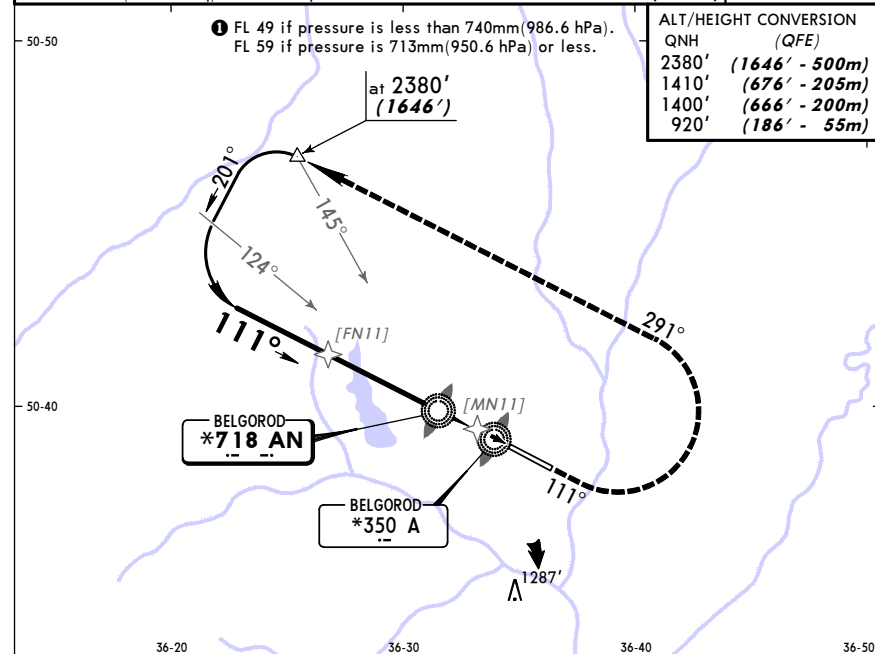 ❶ FL 49 if pressure is less than 740mm(986.6 hPa).
FL 59 if pressure is 713mm(950.6 hPa) or less.
ALT/HEIGHT CONVERSION
QNH (QFE)
2380' (1646' - 500m)
1410' (676' - 205m)
1400' (666' - 200m)
920' (186' - 55m)
50-50
at 2380'
(1646')
201°
145°
124°
291°
111°
[FN11]
50-40
[MN11]
BELGOROD
*718 AN
111°
BELGOROD
*350 A
1287'
36-20
36-30
36-40
36-50